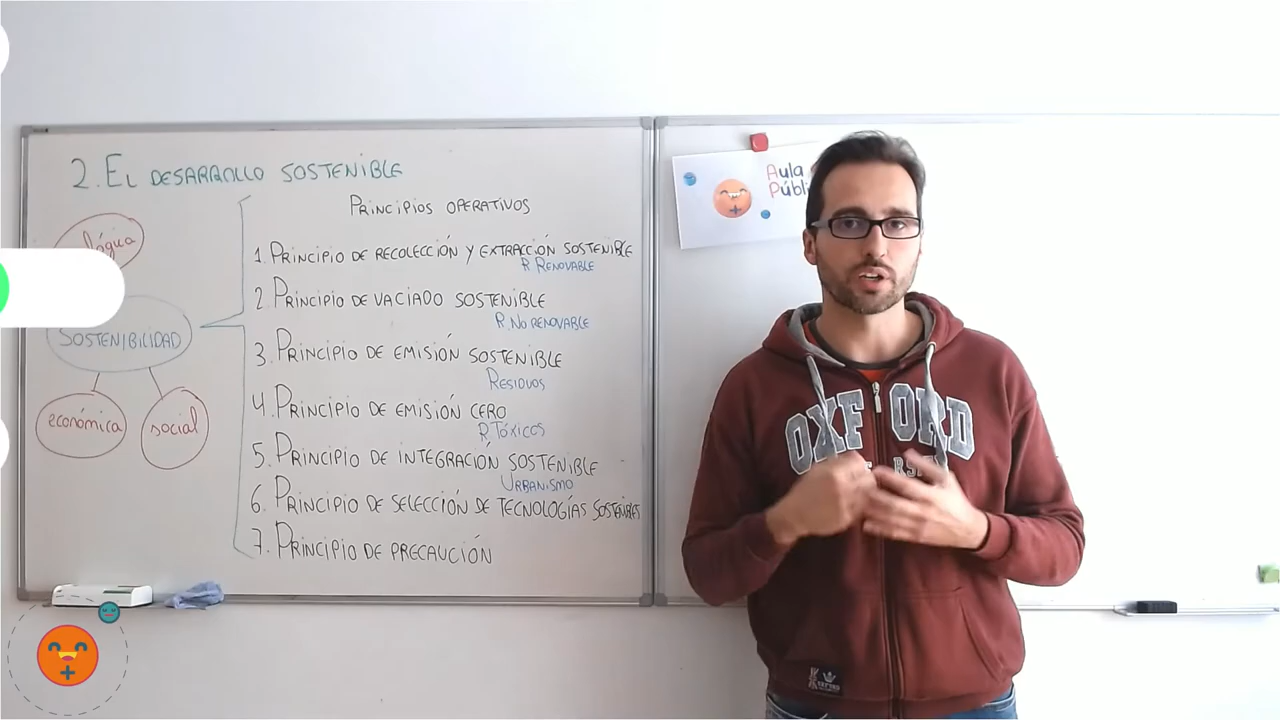 2. El DESARROLLO SOSTENIBLE
lógica
SOSTENIBILIDAD
económica
social
PRINCIPIOS OPERATIVOS
1. PRINCIPIO DE RECOLECCIÓN Y EXTRACCIÓN SOSTENIBLE
R RENOVABLE
2. PRINCIPIO DE VACIADO SOSTENIBLE
R. NO RENOVABLE
3. PRINCIPIO DE EMISIÓN SOSTENIBLE
RESIDUOS
4. PRINCIPIO DE EMISIÓN CERO
R TÓXICOS
5. PRINCIPIO DE INTEGRACIÓN SOSTENIBLE
URBANISMO
6. PRINCIPIO DE SELECCIÓN DE TECNOLOGÍAS SOSTENIBLES
7. PRINCIPIO DE PRECAUCIÓN
Aula
Públi
OXFORD